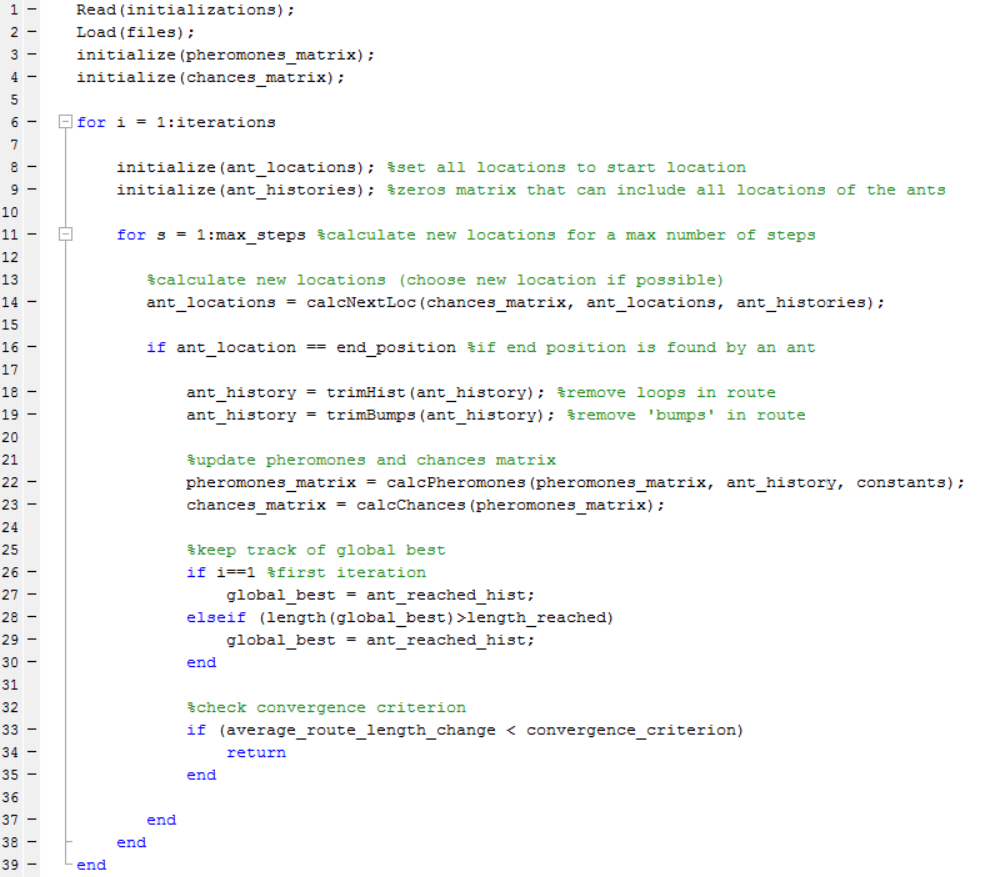 1 - Read(initializations);
2 - Load(files);
3 - initialize(pheromones_matrix);
4 - initialize(chances_matrix);
5
6 - for i = 1:iterations
7
8 - initialize(ant_locations); %set all locations to start location
9 - initialize(ant_histories); %zeros matrix that can include all locations of the ants
10
11 - for s = 1:max_steps %calculate new locations for a max number of steps
12
13 %calculate new locations (choose new location if possible)
14 - ant_locations = calcNextLoc(chances_matrix, ant_locations, ant_histories);
15
16 - if ant_location == end_position %if end position is found by an ant
17
18 - ant_history = trimHist(ant_history); %remove loops in route
19 - ant_history = trimBumps(ant_history); %remove 'bumps' in route
20
21 %update pheromones and chances matrix
22 - pheromones_matrix = calcPheromones(pheromones_matrix, ant_history, constants);
23 - chances_matrix = calcChances(pheromones_matrix);
24
25 %keep track of global best
26 - if i==1 %first iteration
27 - global_best = ant_reached_hist;
28 - elseif (length(global_best)>length_reached)
29 - global_best = ant_reached_hist;
30 - end
31
32 %check convergence criterion
33 - if (average_route_length_change < convergence_criterion)
34 - return
35 - end
36
37 - end
38 - end
39 - end